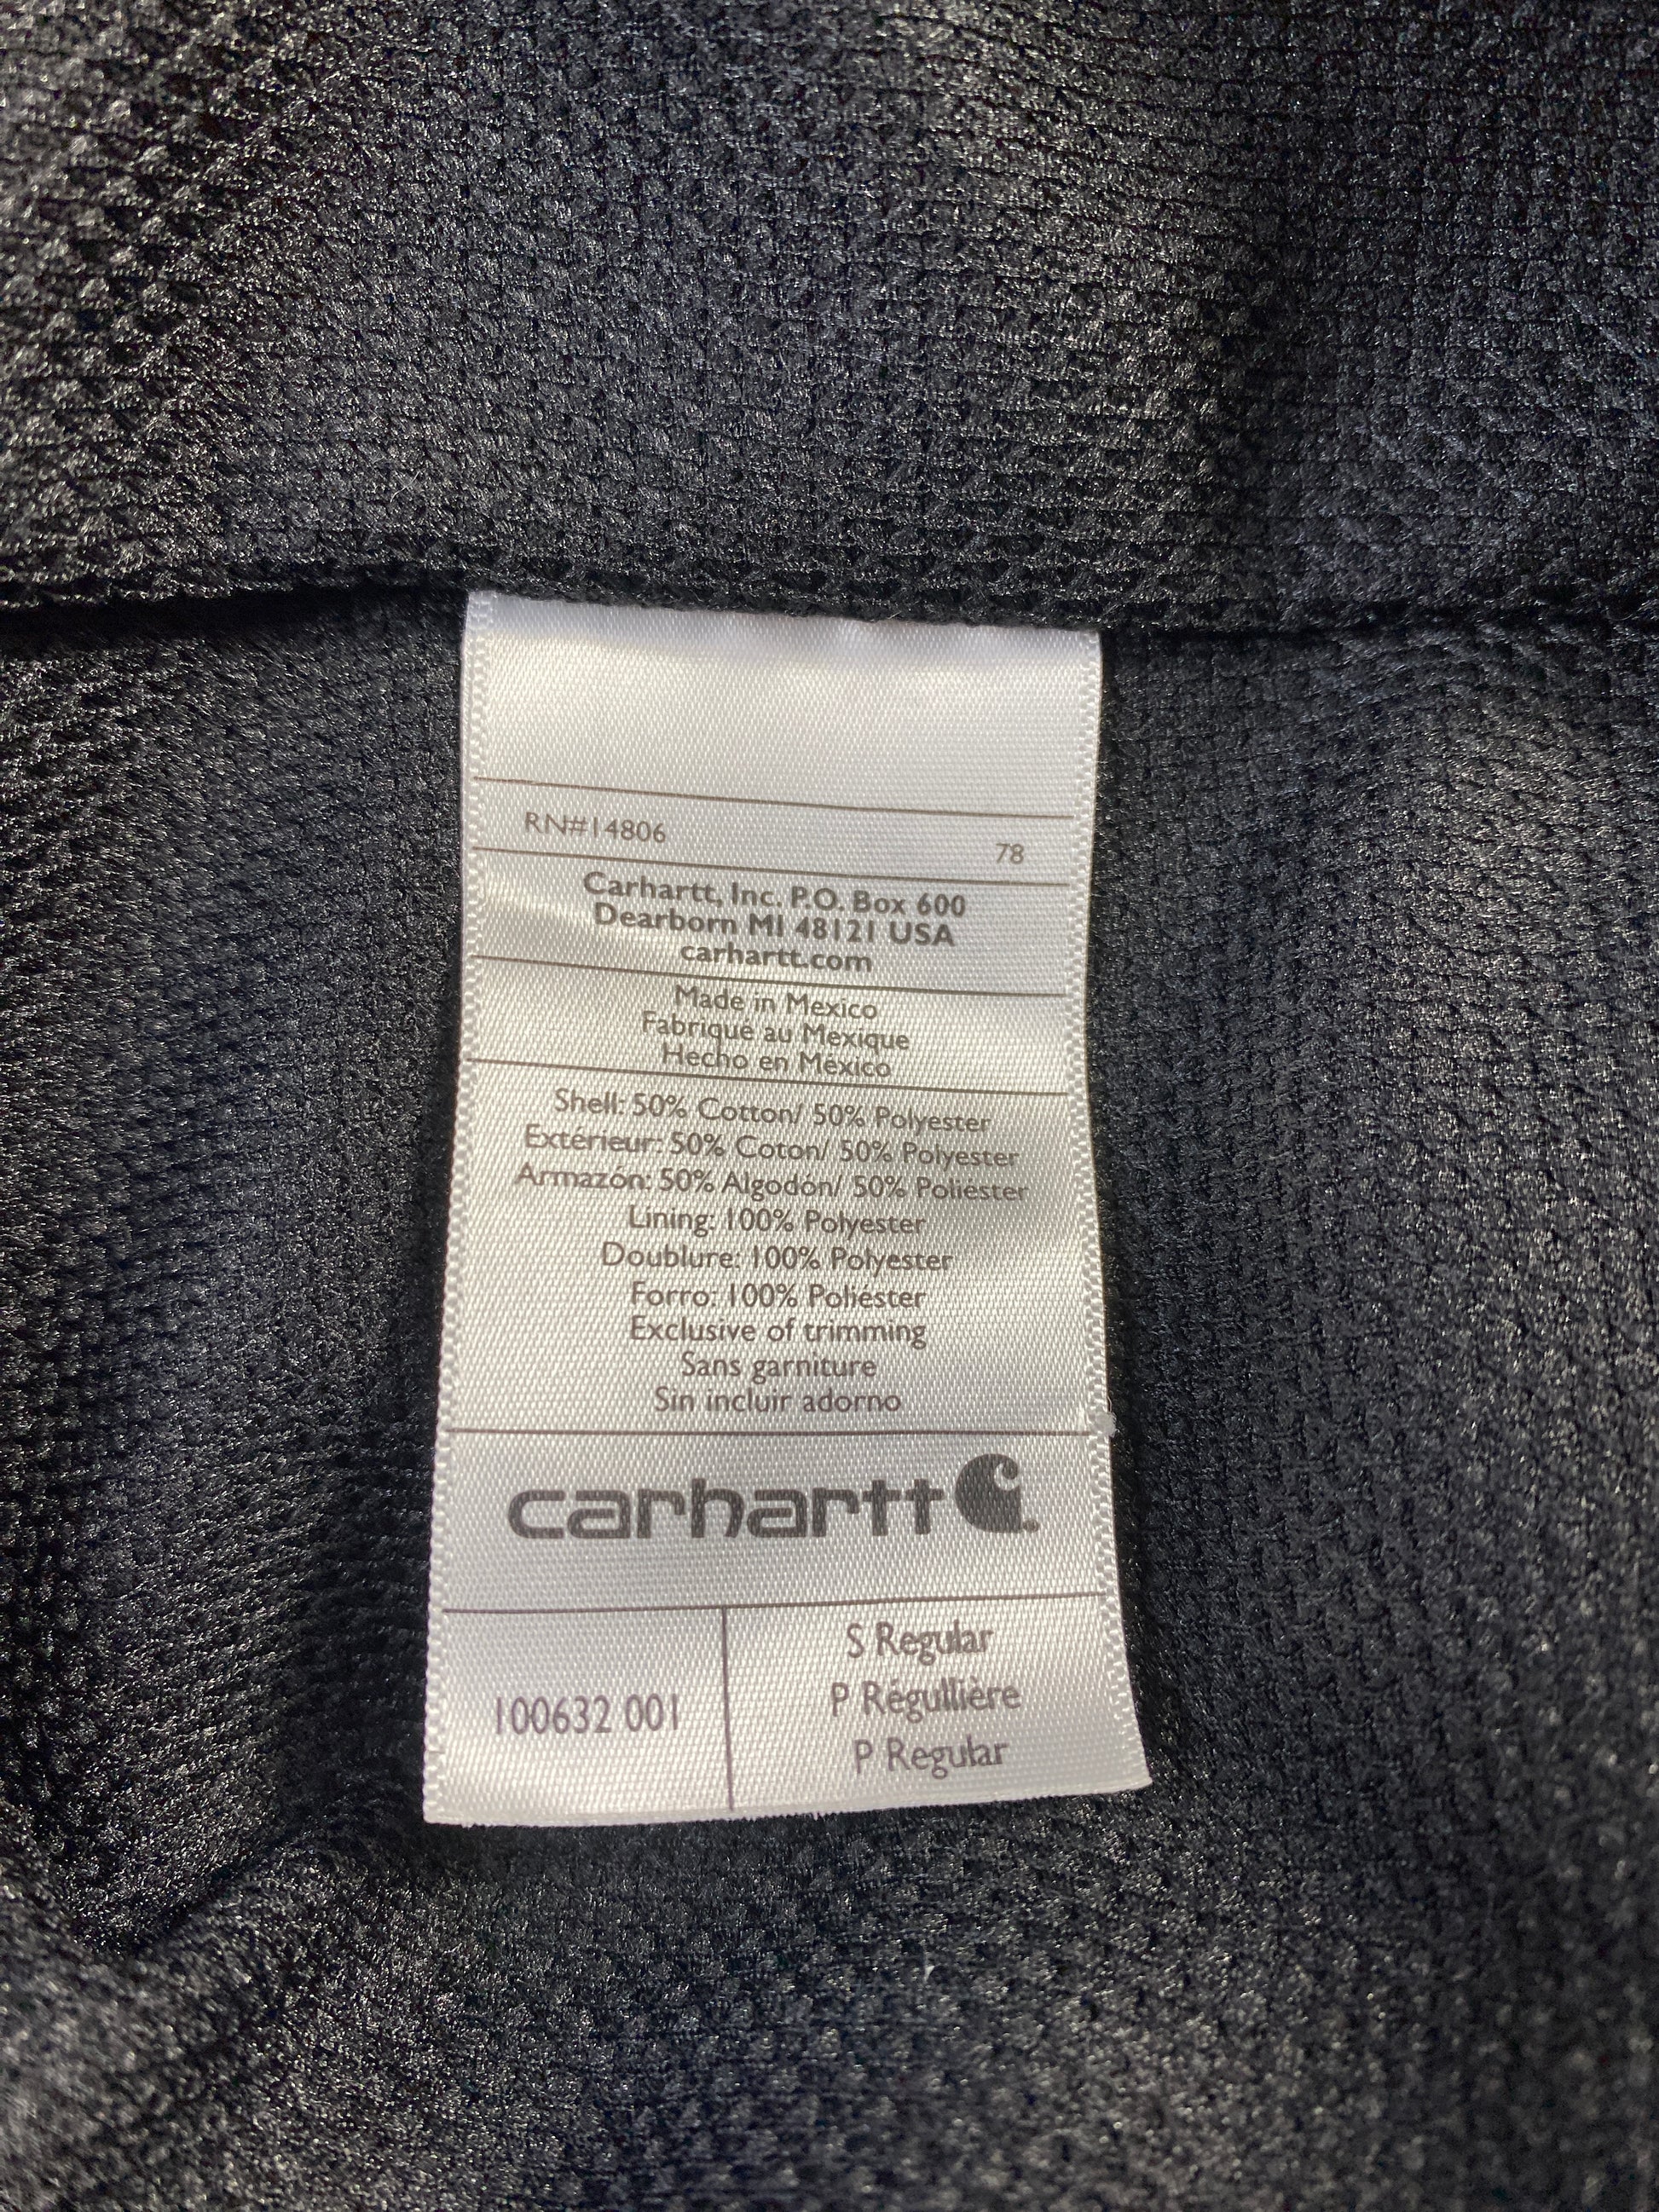 RN#14806 78
Carhartt, Inc. P.O. Box 600
Dearborn MI 48121 USA
carhartt.com
Made in Mexico
Fabriqué au Mexique
Hecho en México
Shell: 50% Cotton/ 50% Polyester
Extérieur: 50% Coton/ 50% Polyester
Armazón: 50% Algodón/ 50% Poliéster
Lining: 100% Polyester
Doublure: 100% Polyester
Forro: 100% Poliéster
Exclusive of trimming
Sans garniture
Sin incluir adorno
carhartt
S Regular
P Régullière
100632 001
P Regular